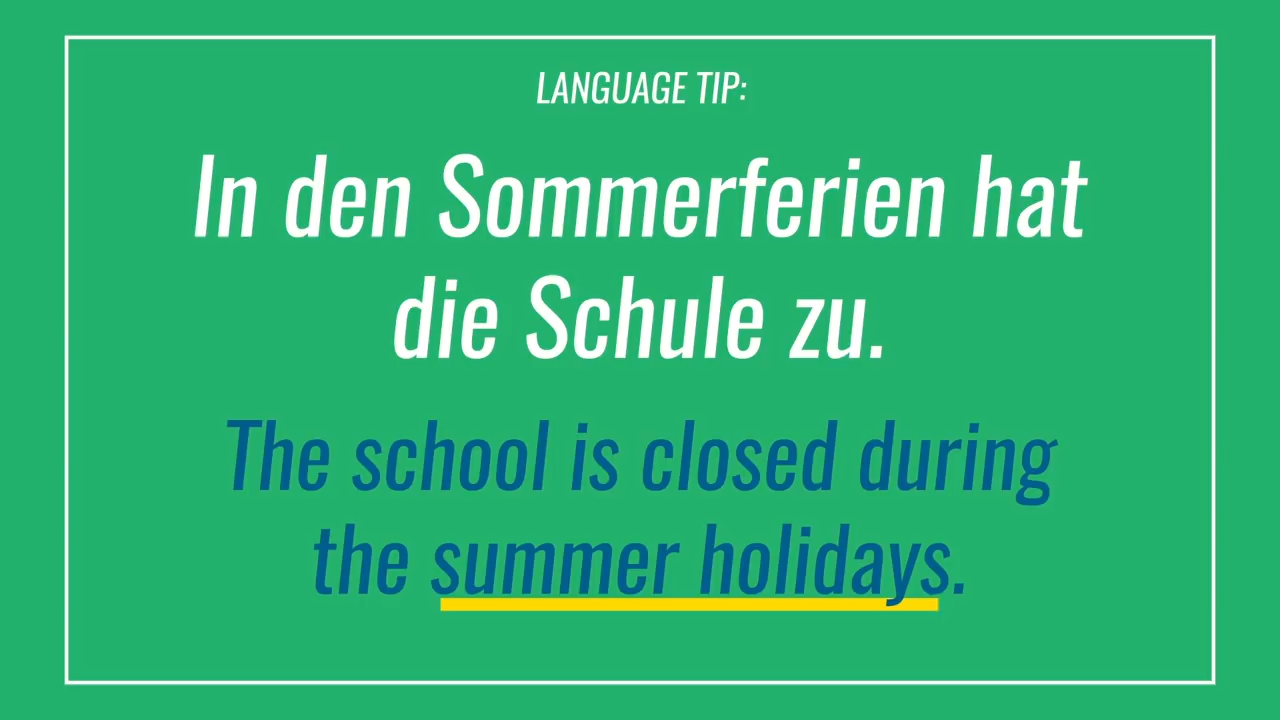 LANGUAGE TIP:
In den Sommerferien hat
die Schule zu.
The school is closed during
the summer holidays.